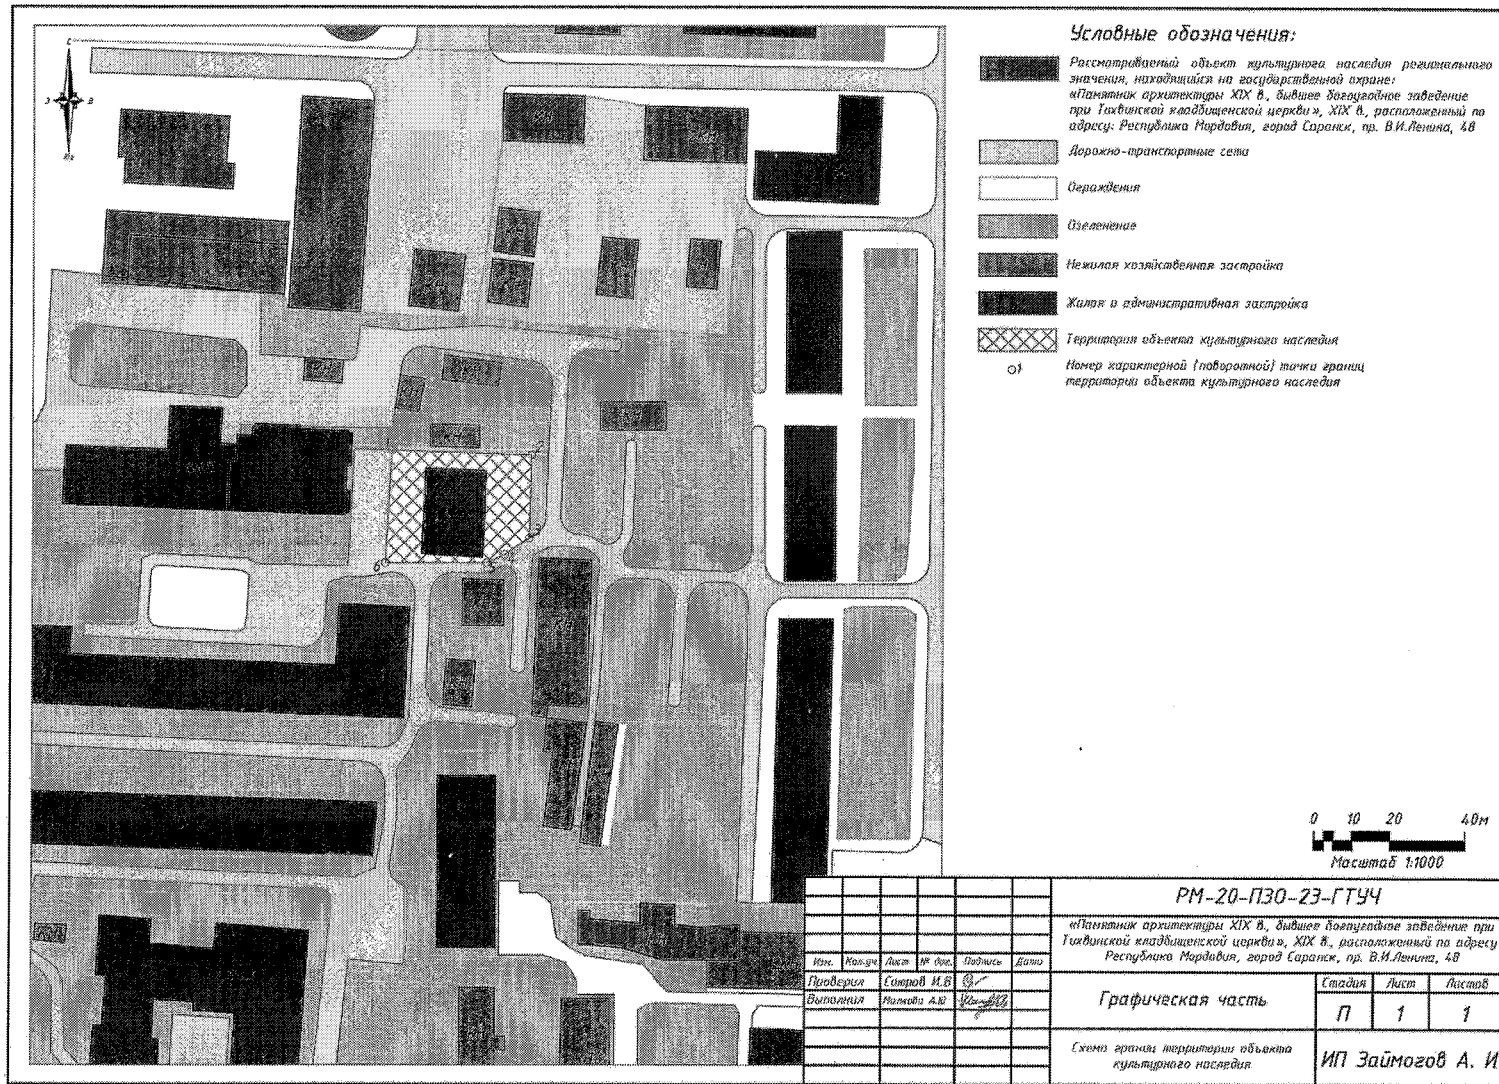 С
З
В
Ю
2
3
5
6
Условные обозначения:
Рассматриваемый объект культурного наследия регионального
значения, находящийся на государственной охране:
«Памятник архитектуры XIX в., бывшее богоугодное заведение
при Тихвинской кладбищенской церкви», XIX в., расположенный по
адресу: Республика Мордовия, город Саранск, пр. В.И.Ленина, 48
Дорожно-транспортные сета
Ограждения
Озеленение
Нежилая хозяйственная застройка
Жилая и административная застройка
Территория объекта культурного наследия
1
Номер характерной (поворотной) точки границ
территории объекта культурного наследия
0 10 20 40м
Масштаб 1:1000
РМ-20-ПЗО-23-ГТУЧ
«Памятник архитектуры XIX в., бывшее богоугодное заведение при
Тихвинской кладбищенской церкви», XIX в., расположенный по адресу
Республика Мордовия, город Саранск, пр. В.И.Ленина, 48
Изм. Кол.уч Лист № док. Подпись Дата
Проверил
Выполнил
Графическая часть
Стадия Лист Листов
П 1 1
Схема границ территории объекта
культурного наследия
ИП Займогов А. И